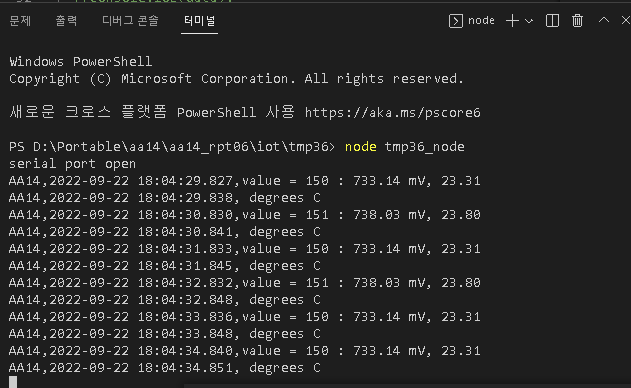 문제 출력 디버그 콘솔 터미널 node
Windows PowerShell
Copyright (C) Microsoft Corporation. All rights reserved.
새로운 크로스 플랫폼 PowerShell 사용 https://aka.ms/pscore6
PS D:\Portable\aa14\aa14_rpt06\iot\tmp36> node tmp36_node
serial port open
AA14,2022-09-22 18:04:29.827,value = 150 : 733.14 mV, 23.31
AA14,2022-09-22 18:04:29.838, degrees C
AA14,2022-09-22 18:04:30.830,value = 151 : 738.03 mV, 23.80
AA14,2022-09-22 18:04:30.841, degrees C
AA14,2022-09-22 18:04:31.833,value = 150 : 733.14 mV, 23.31
AA14,2022-09-22 18:04:31.845, degrees C
AA14,2022-09-22 18:04:32.832,value = 151 : 738.03 mV, 23.80
AA14,2022-09-22 18:04:32.848, degrees C
AA14,2022-09-22 18:04:33.836,value = 150 : 733.14 mV, 23.31
AA14,2022-09-22 18:04:33.848, degrees C
AA14,2022-09-22 18:04:34.840,value = 150 : 733.14 mV, 23.31
AA14,2022-09-22 18:04:34.851, degrees C